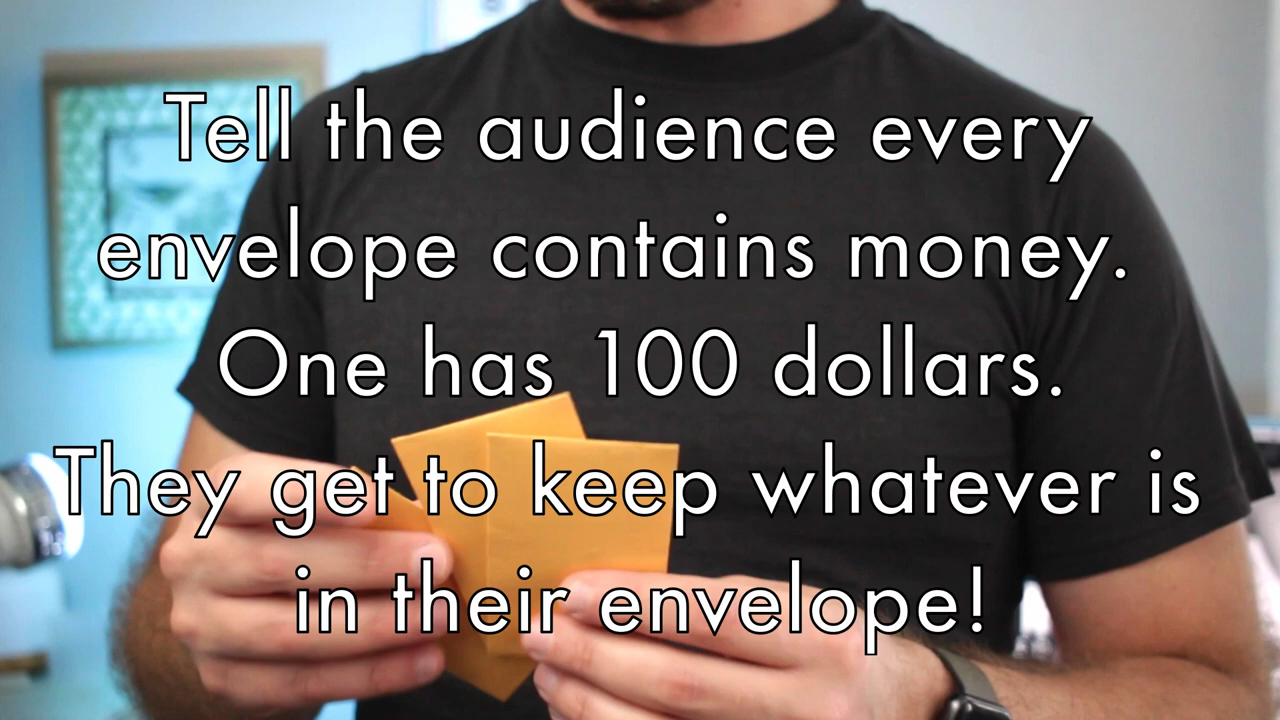 Tell the audience every
envelope contains money.
One has 100 dollars.
They get to keep whatever is
in their envelope!